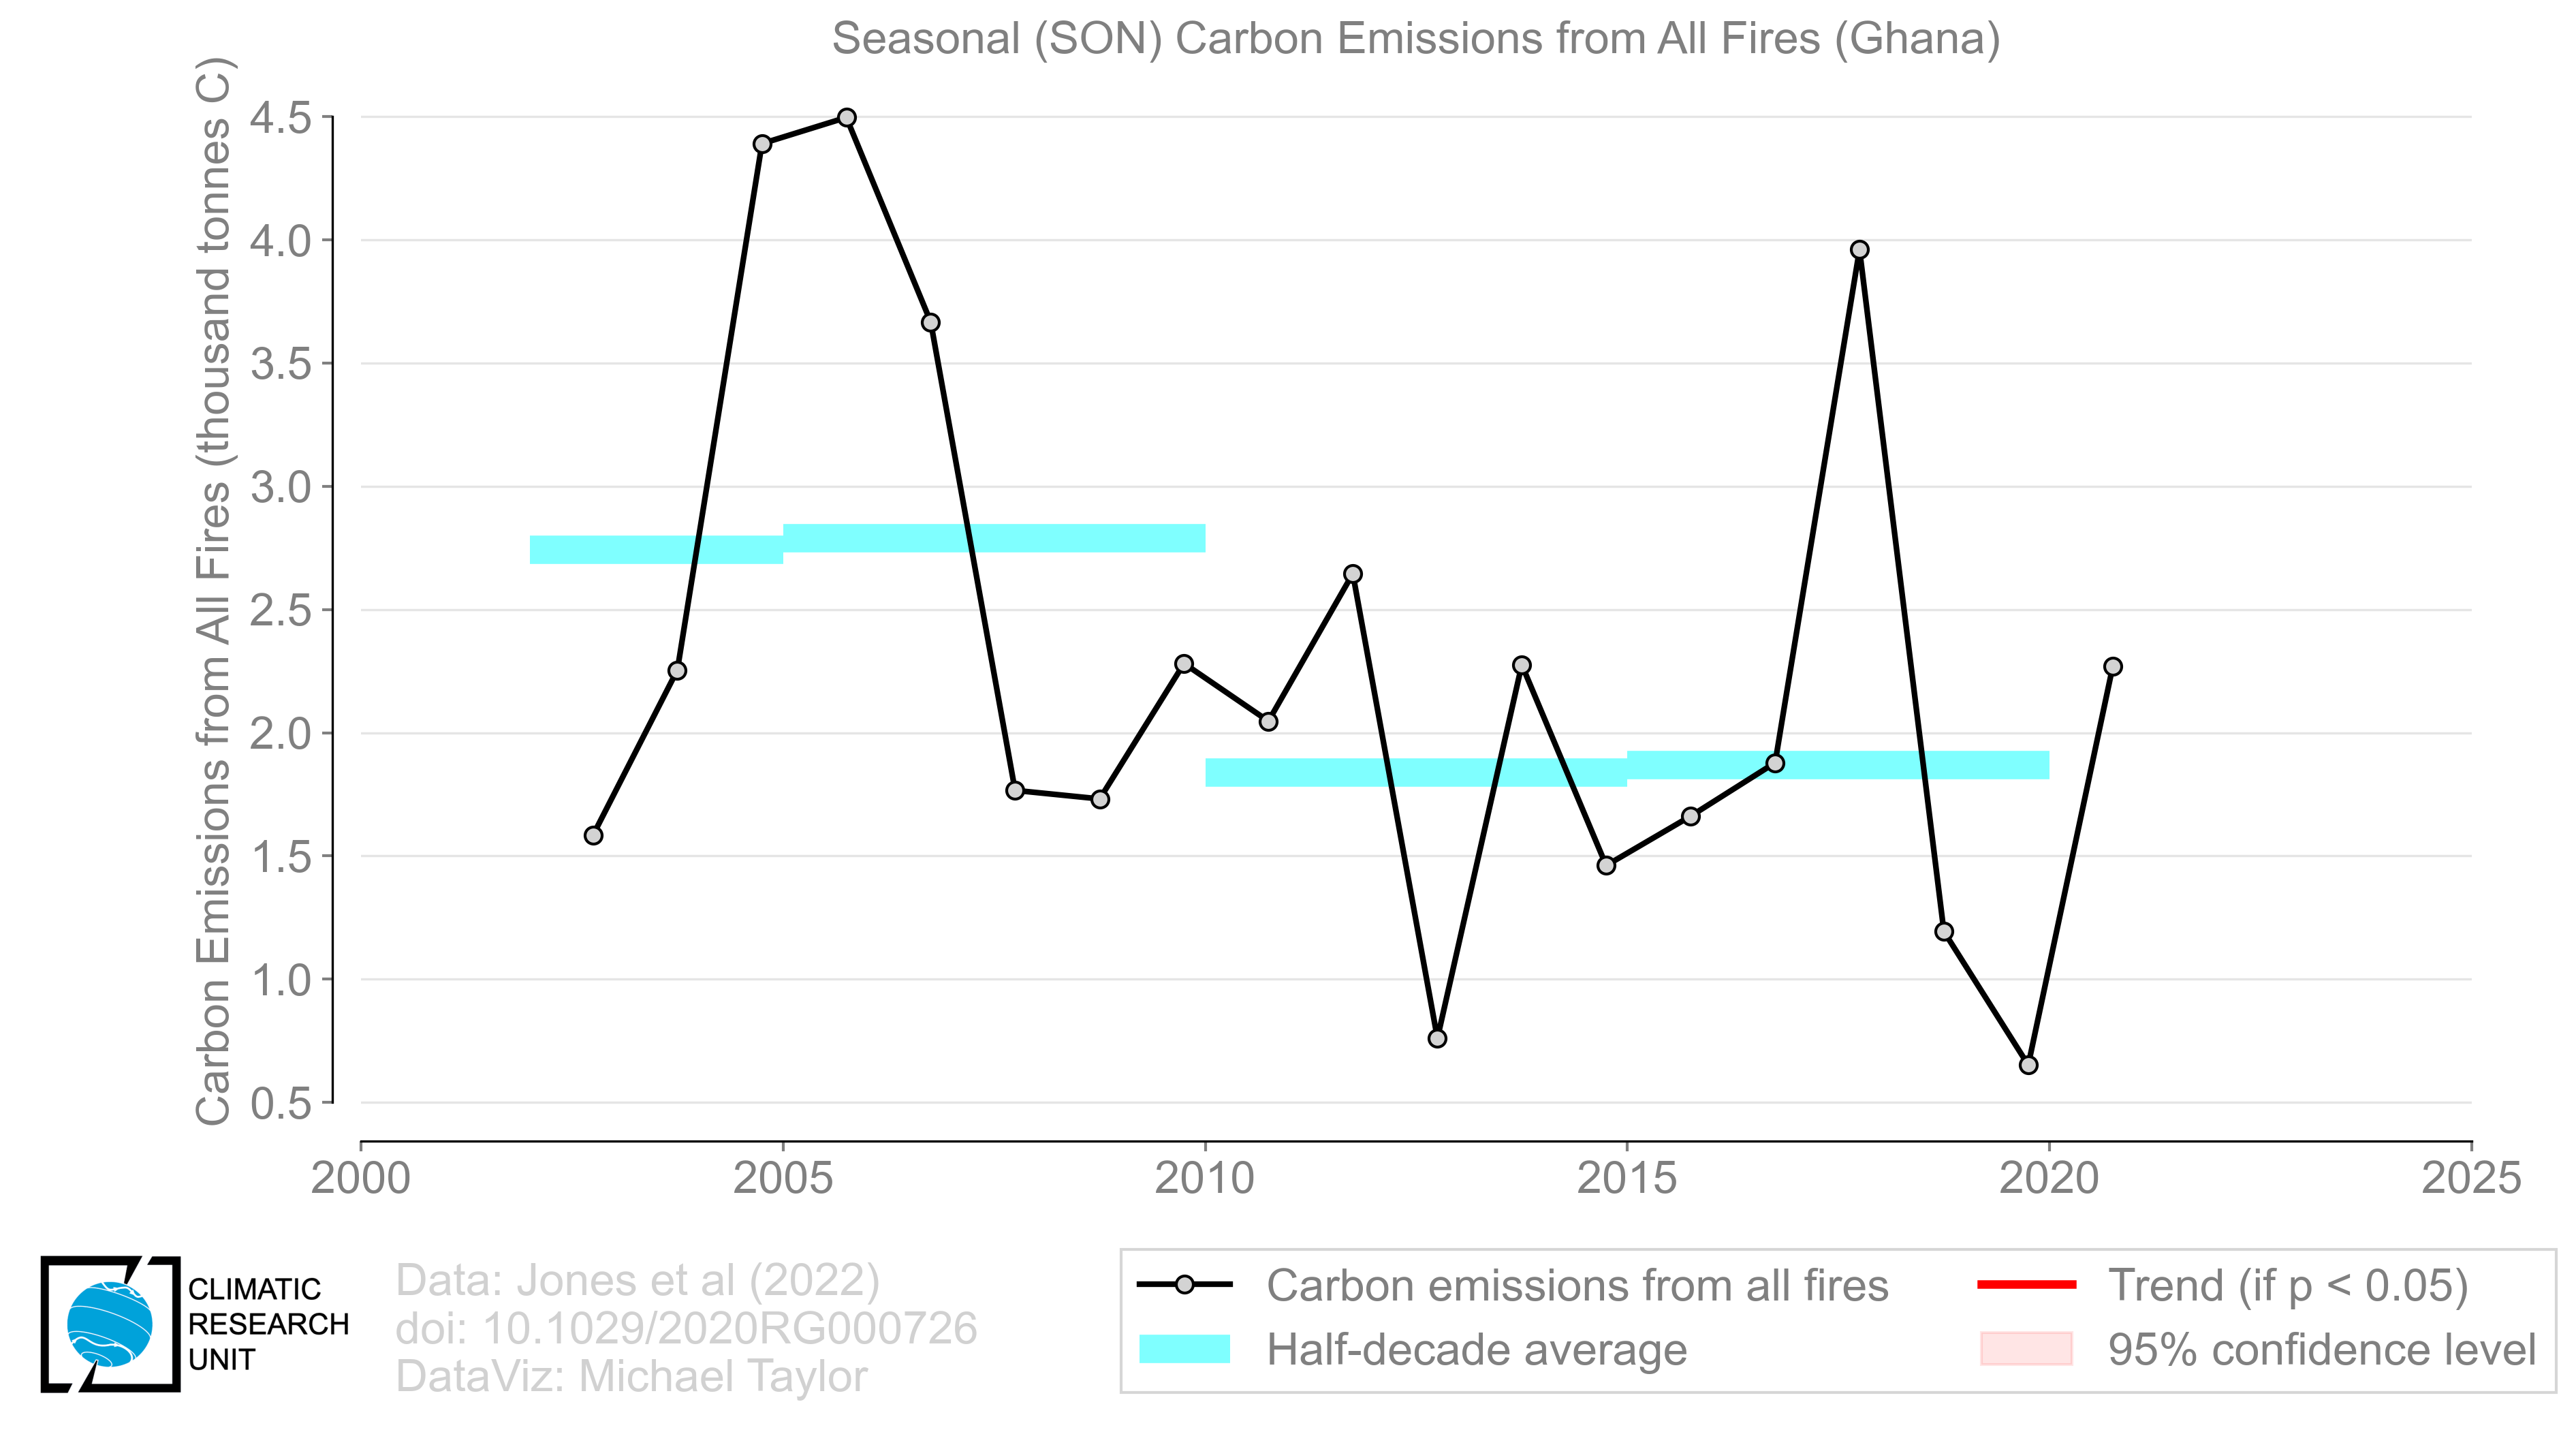 Seasonal (SON) Carbon Emissions from All Fires (Ghana)
Carbon Emissions from All Fires (thousand tonnes C)
4.5
4.0
3.5
3.0
2.5
2.0
1.5
1.0
0.5
2000 2005 2010 2015 2020 2025
CLIMATIC
RESEARCH
UNIT
Data: Jones et al (2022)
doi: 10.1029/2020RG000726
DataViz: Michael Taylor
Carbon emissions from all fires
Half-decade average
Trend (if p < 0.05)
95% confidence level